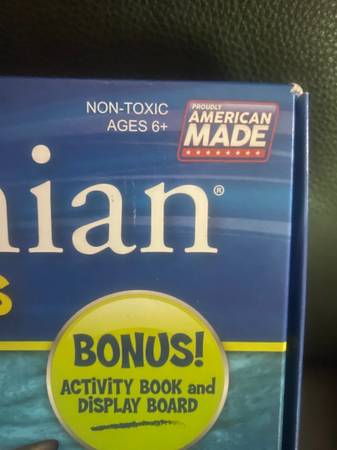 NON-TOXIC
AGES 6+
PROUDLY
AMERICAN
MADE
nian®
S
BONUS!
ACTIVITY BOOK and
DISPLAY BOARD